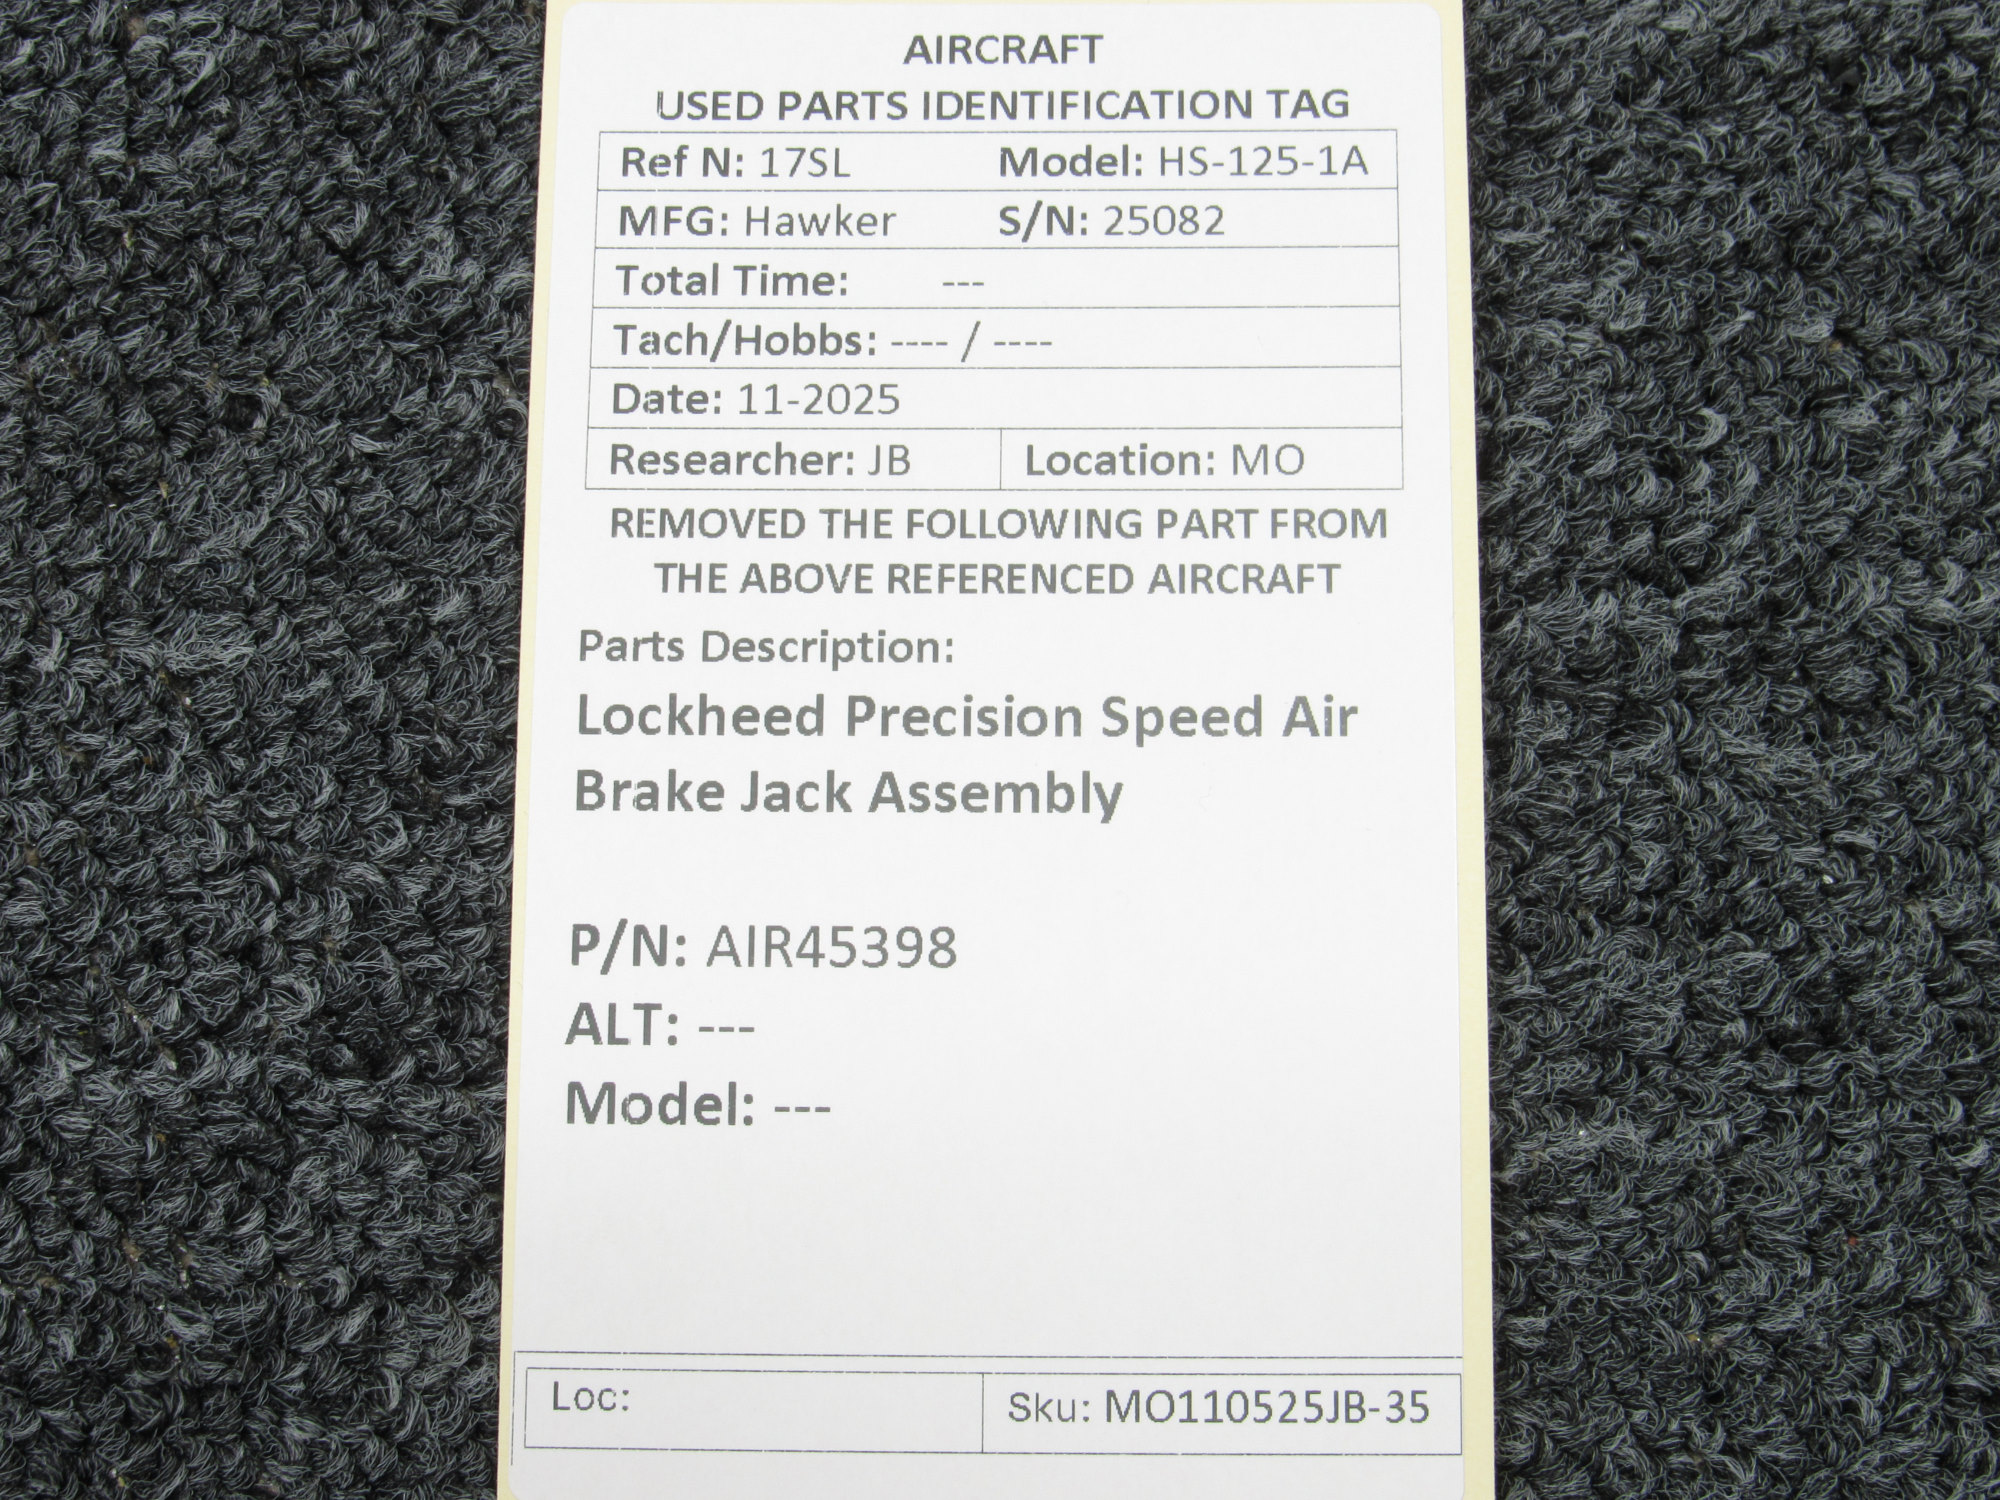 AIRCRAFT
USED PARTS IDENTIFICATION TAG
Ref N: 17SL Model: HS-125-1A
MFG: Hawker S/N: 25082
Total Time: ---
Tach/Hobbs: ---- / ----
Date: 11-2025
Researcher: JB Location: MO
REMOVED THE FOLLOWING PART FROM
THE ABOVE REFERENCED AIRCRAFT
Parts Description:
Lockheed Precision Speed Air
Brake Jack Assembly
P/N: AIR45398
ALT: ---
Model: ---
Loc: Sku: MO110525JB-35